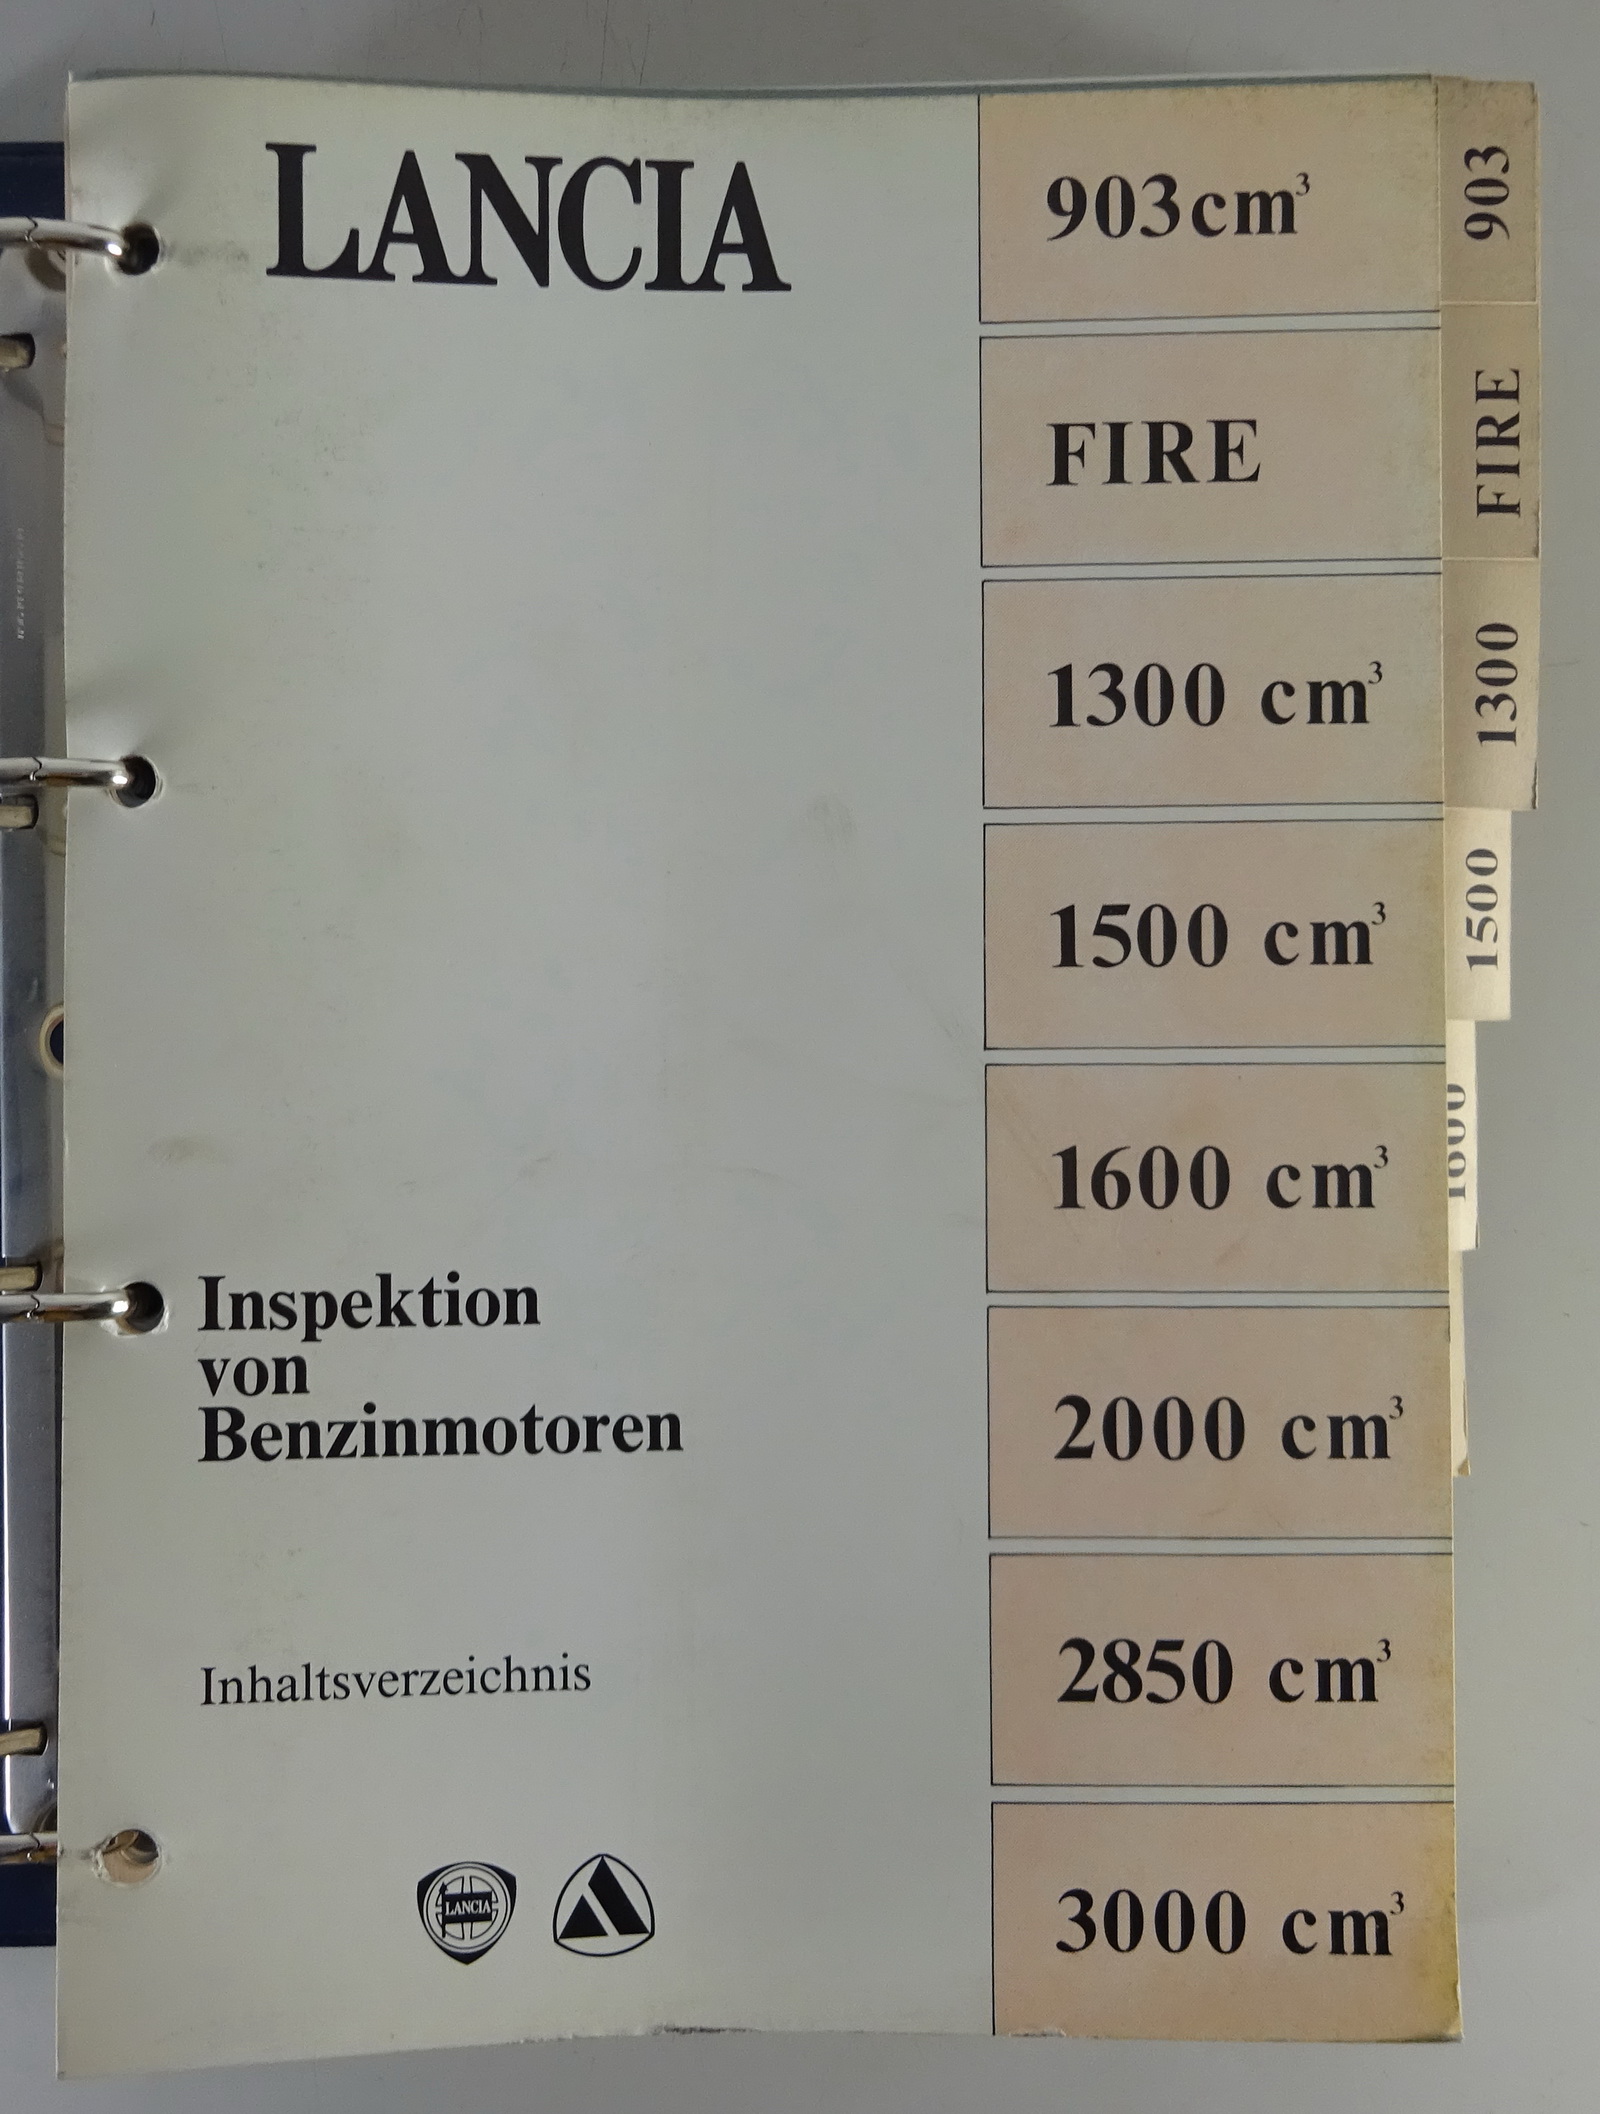 LANCIA
903cm³
FIRE
1300 cm³
1500 cm³
1600 cm³
2000 cm³
2850 cm³
3000 cm³
903
FIRE
1300
1500
1600
Inspektion
von
Benzinmotoren
Inhaltsverzeichnis
LANCIA